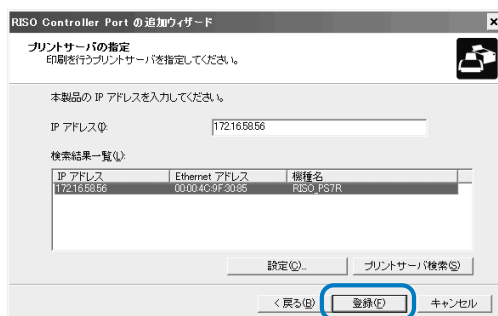 RISO Controller Port の追加ウィザード
プリントサーバの指定
印刷を行うプリントサーバを指定してください。
本製品の IP アドレスを入力してください。
IP アドレス(I): 172.16.58.56
検索結果一覧(L):
IP アドレス Ethernet アドレス 機種名
172.16.58.56 00:00:4C:9F:30:85 RISO_PS7R
設定(C)... プリントサーバ検索(S)
< 戻る(B) 登録(F) キャンセル